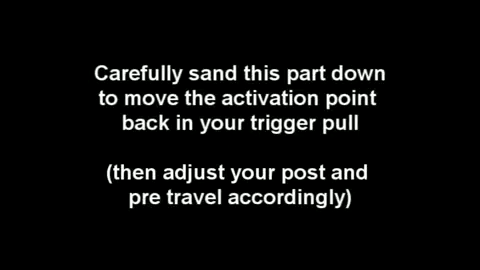 Carefully sand this part down
to move the activation point
back in your trigger pull
(then adjust your post and
pre travel accordingly)